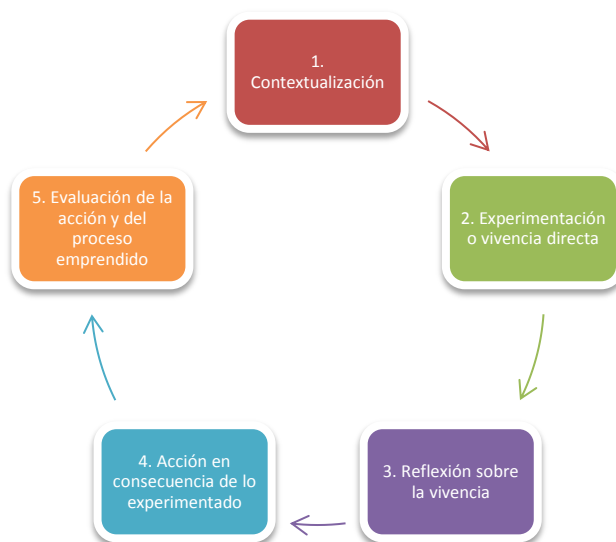 1.
Contextualización
2. Experimentación
o vivencia directa
3. Reflexión sobre
la vivencia
4. Acción en
consecuencia de lo
experimentado
5. Evaluación de la
acción y del
proceso
emprendido